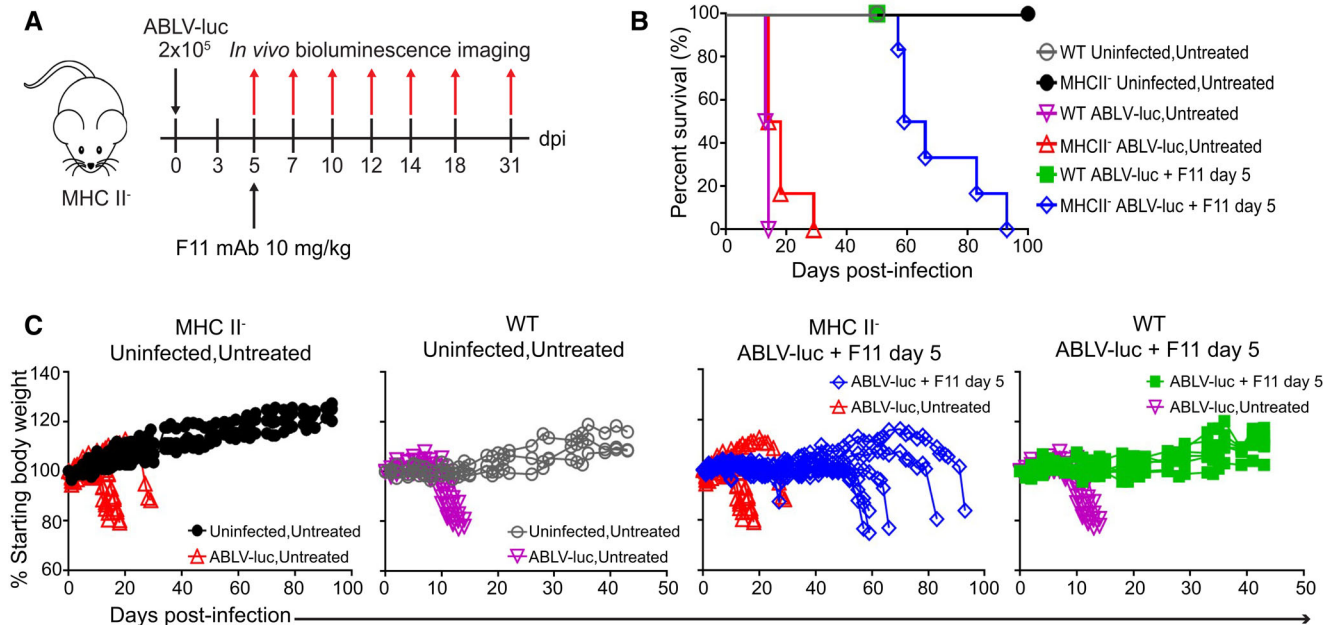 A
ABLV-luc
2x10⁵ In vivo bioluminescence imaging
0 3 5 7 10 12 14 18 31 dpi
MHC II⁻
F11 mAb 10 mg/kg
B
Percent survival (%)
100
80
60
40
20
0
0 20 40 60 80 100
Days post-infection
WT Uninfected,Untreated
MHCII⁻ Uninfected,Untreated
WT ABLV-luc,Untreated
MHCII⁻ ABLV-luc,Untreated
WT ABLV-luc + F11 day 5
MHCII⁻ ABLV-luc + F11 day 5
C
MHC II⁻
Uninfected,Untreated
% Starting body weight
140
120
100
80
60
Uninfected,Untreated
ABLV-luc,Untreated
0 20 40 60 80 100
WT
Uninfected,Untreated
Uninfected,Untreated
ABLV-luc,Untreated
0 10 20 30 40 50
MHC II⁻
ABLV-luc + F11 day 5
ABLV-luc + F11 day 5
ABLV-luc,Untreated
0 20 40 60 80 100
WT
ABLV-luc + F11 day 5
ABLV-luc + F11 day 5
ABLV-luc,Untreated
0 10 20 30 40 50
Days post-infection